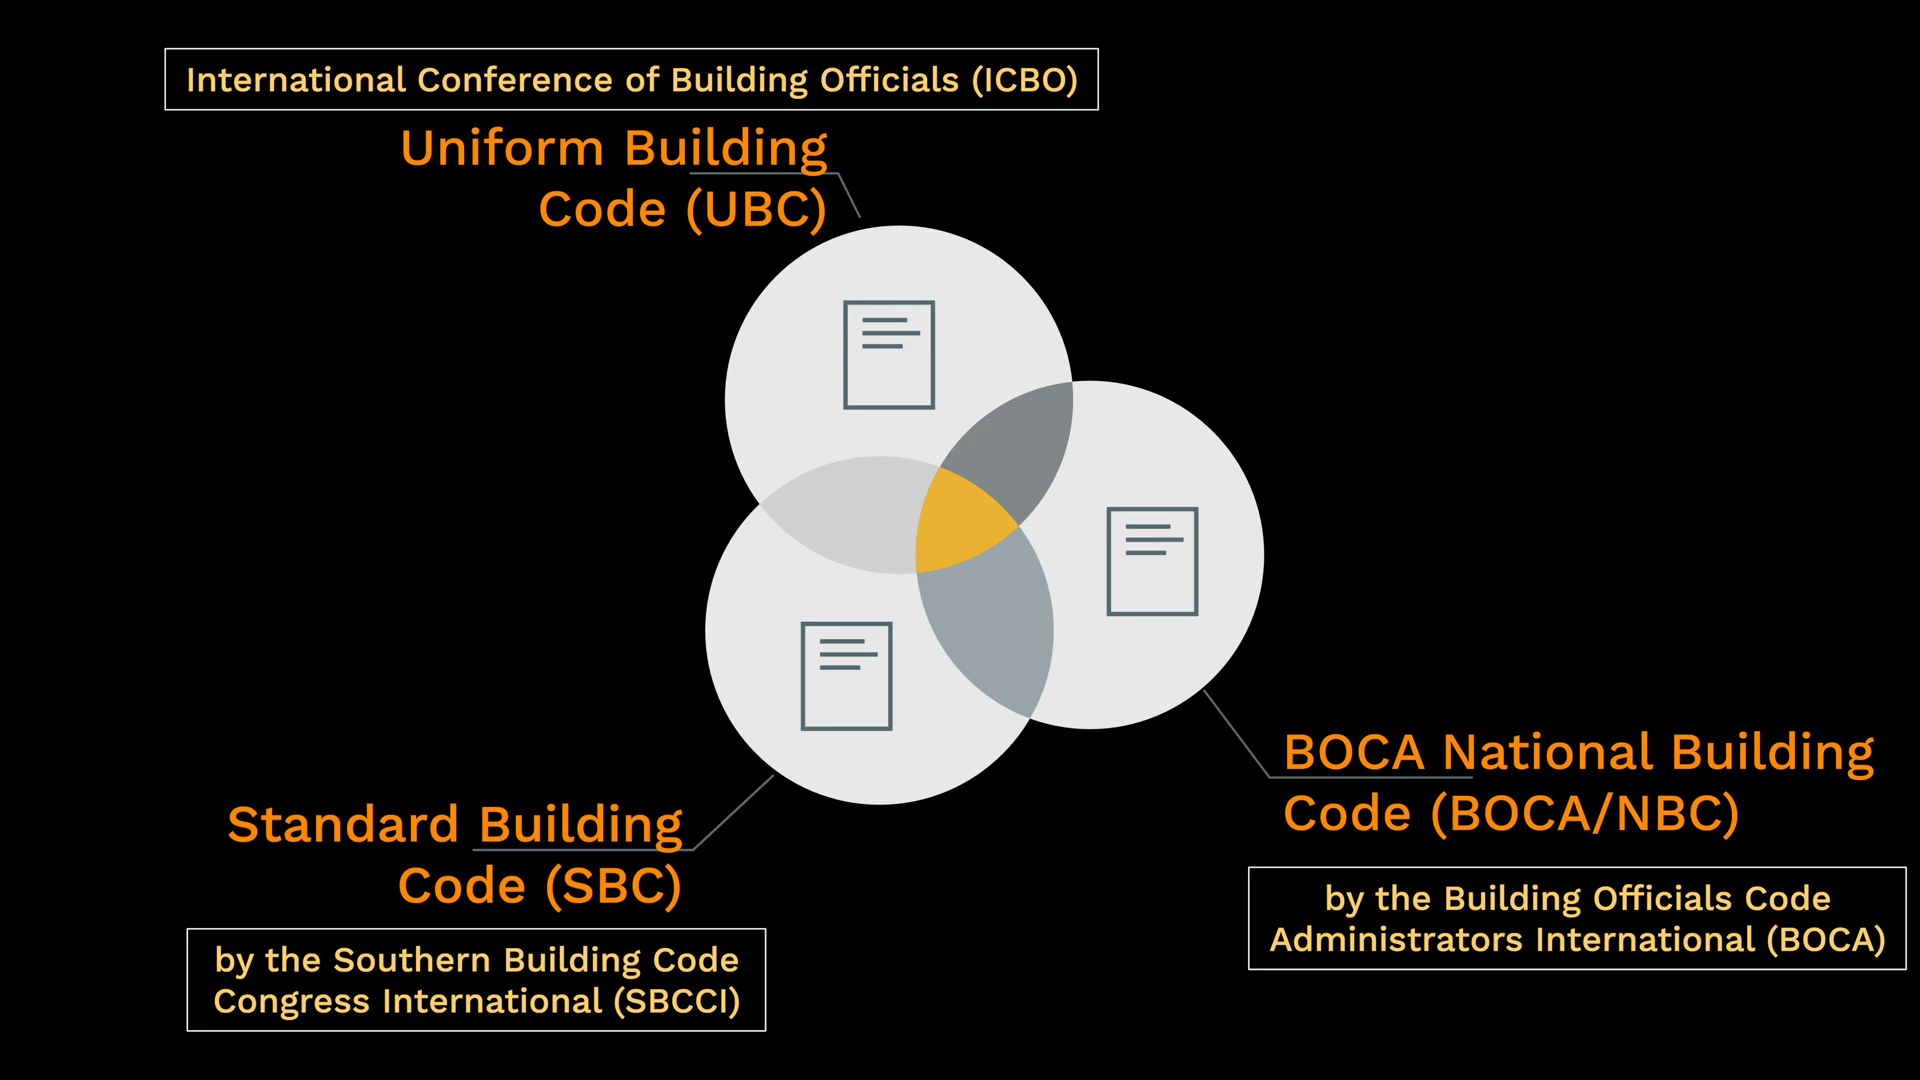 International Conference of Building Officials (ICBO)
Uniform Building
Code (UBC)
Standard Building
Code (SBC)
by the Southern Building Code
Congress International (SBCCI)
BOCA National Building
Code (BOCA/NBC)
by the Building Officials Code
Administrators International (BOCA)